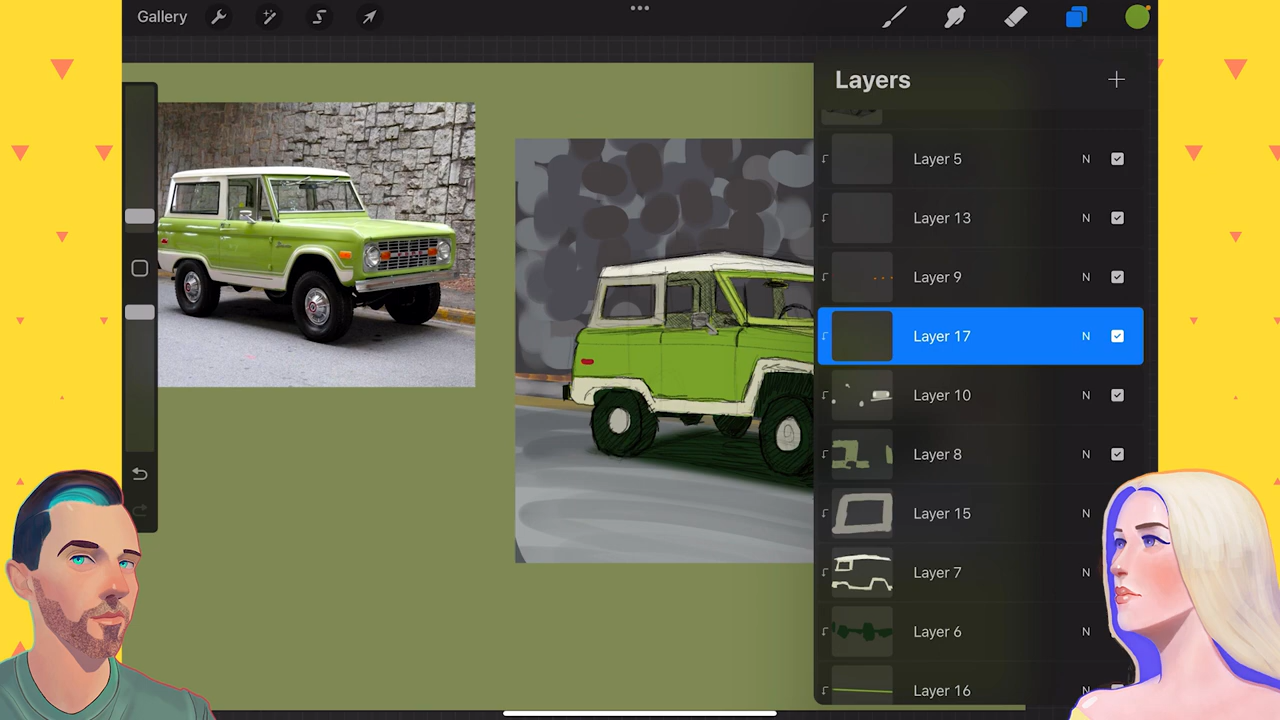 Gallery
Layers
Layer 5 N
Layer 13 N
Layer 9 N
Layer 17 N
Layer 10 N
Layer 8 N
Layer 15 N
Layer 7 N
Layer 6 N
Layer 16 N